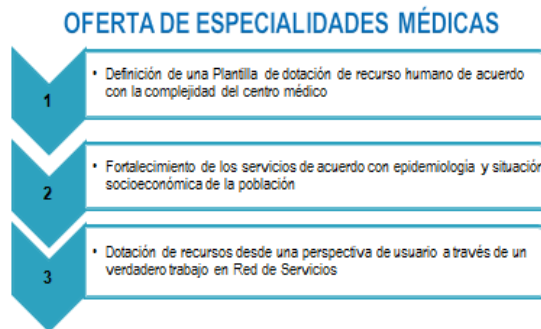 OFERTA DE ESPECIALIDADES MÉDICAS
1
• Definición de una Plantilla de dotación de recurso humano de acuerdo
con la complejidad del centro médico
2
• Fortalecimiento de los servicios de acuerdo con epidemiología y situación
socioeconómica de la población
3
• Dotación de recursos desde una perspectiva de usuario a través de un
verdadero trabajo en Red de Servicios